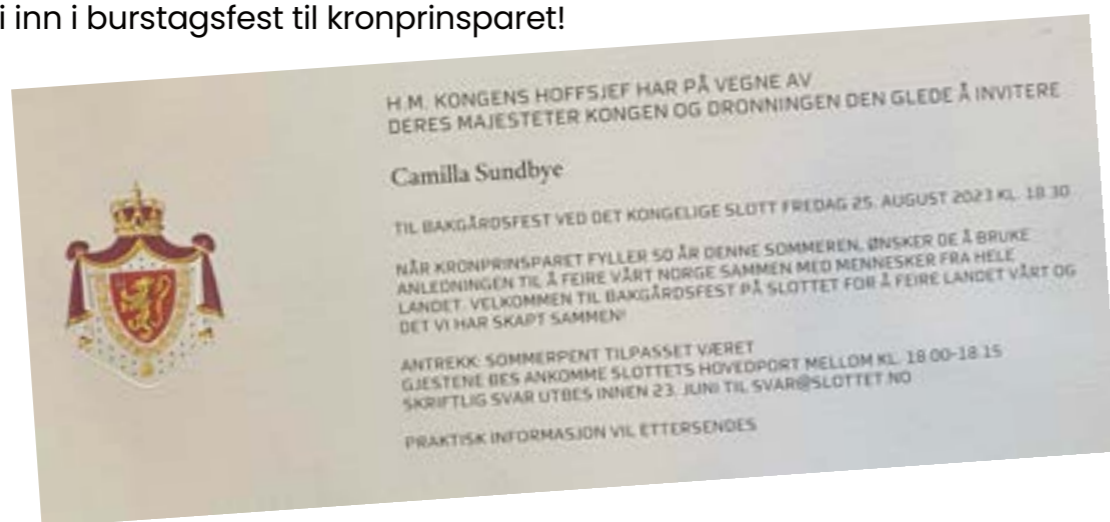 i inn i burstagsfest til kronprinsparet!
H.M. KONGENS HOFFSJEF HAR PÅ VEGNE AV
DERES MAJESTETER KONGEN OG DRONNINGEN DEN GLEDE Å INVITERE
Camilla Sundbye
TIL BAKGÅRDSFEST VED DET KONGELIGE SLOTT FREDAG 25. AUGUST 2023 KL. 18.30
NÅR KRONPRINSPARET FYLLER 50 ÅR DENNE SOMMEREN, ØNSKER DE Å BRUKE
ANLEDNINGEN TIL Å FEIRE VÅRT NORGE SAMMEN MED MENNESKER FRA HELE
LANDET. VELKOMMEN TIL BAKGÅRDSFEST PÅ SLOTTET FOR Å FEIRE LANDET VÅRT OG
DET VI HAR SKAPT SAMMEN!
ANTREKK: SOMMERPENT TILPASSET VÆRET
GJESTENE BES ANKOMME SLOTTETS HOVEDPORT MELLOM KL. 18.00-18.15
SKRIFTLIG SVAR UTBES INNEN 23. JUNI TIL SVAR@SLOTTET.NO
PRAKTISK INFORMASJON VIL ETTERSENDES